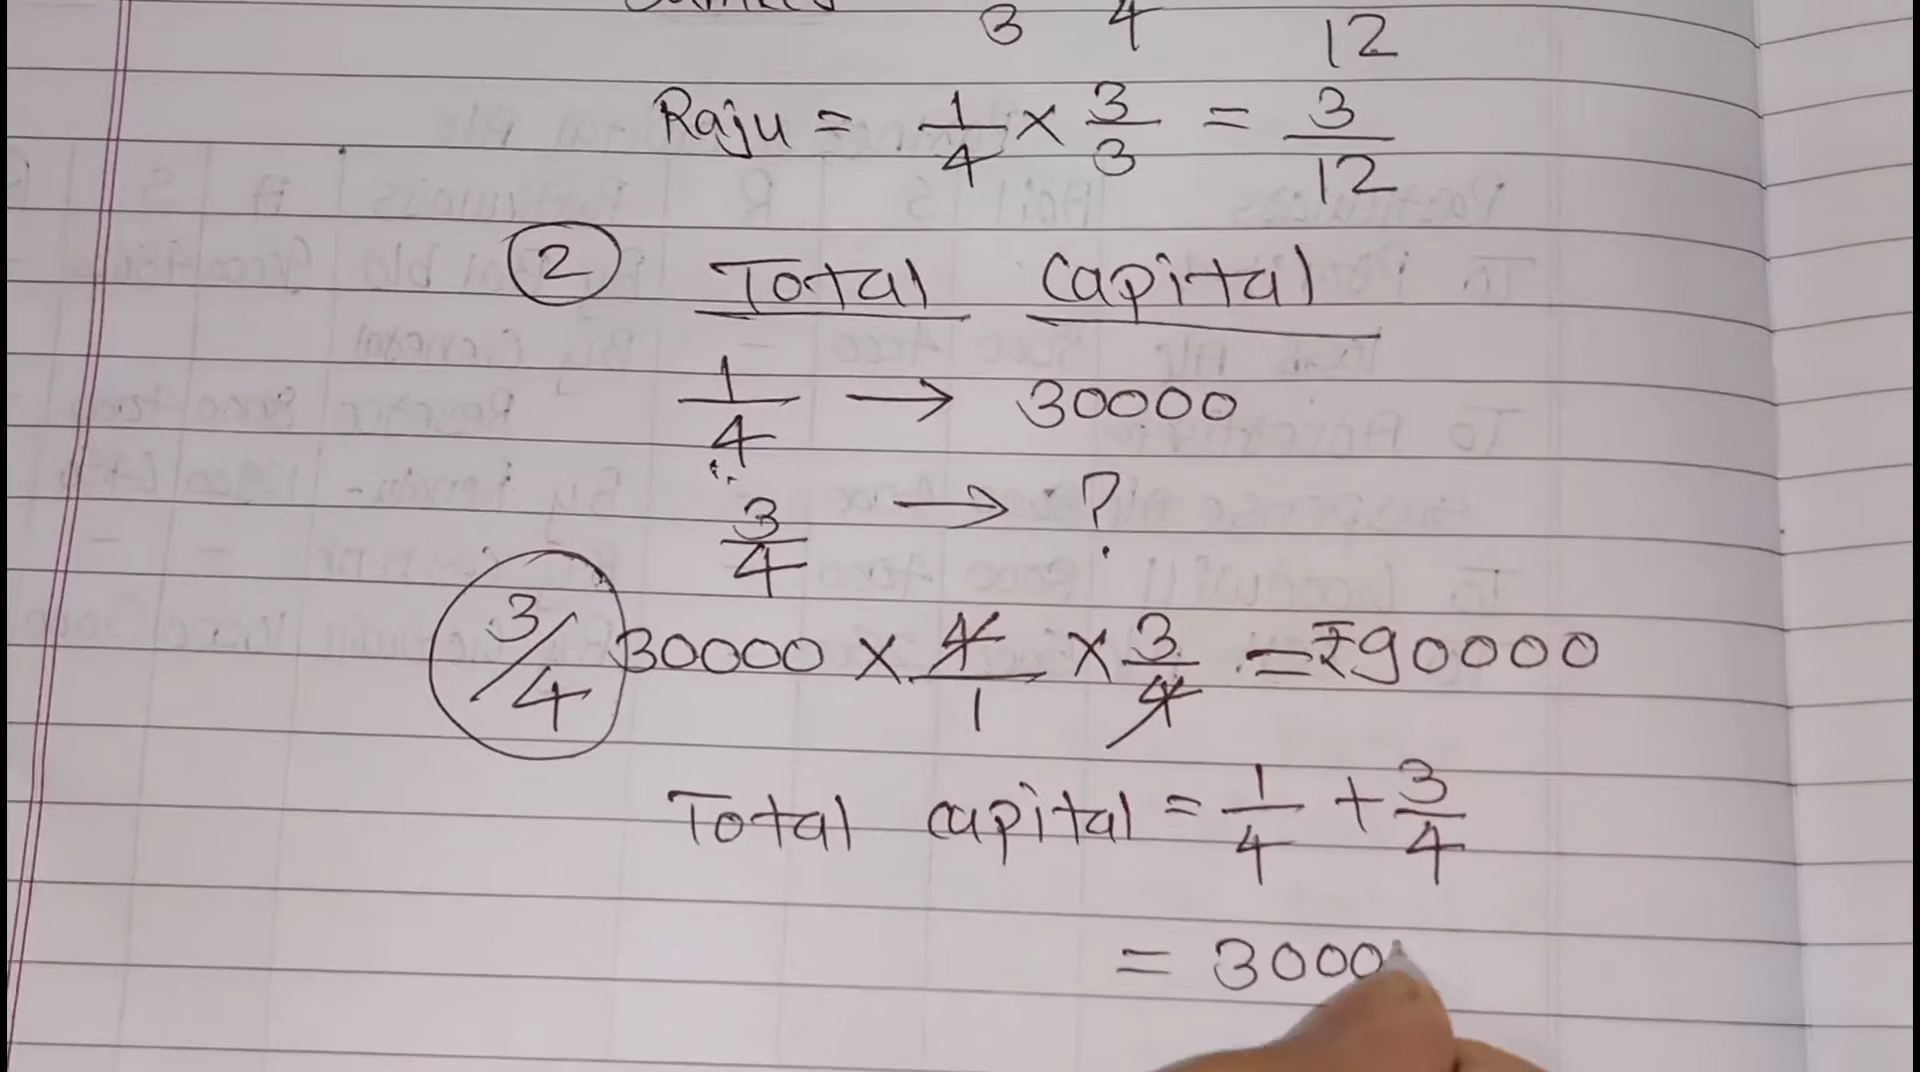 3 4 12
Raju = 1/4 × 3/3 = 3/12
② Total Capital
1/4 → 30000
3/4 → ?
3/4 30000 × 4/1 × 3/4 = ₹90000
Total capital = 1/4 + 3/4
= 3000